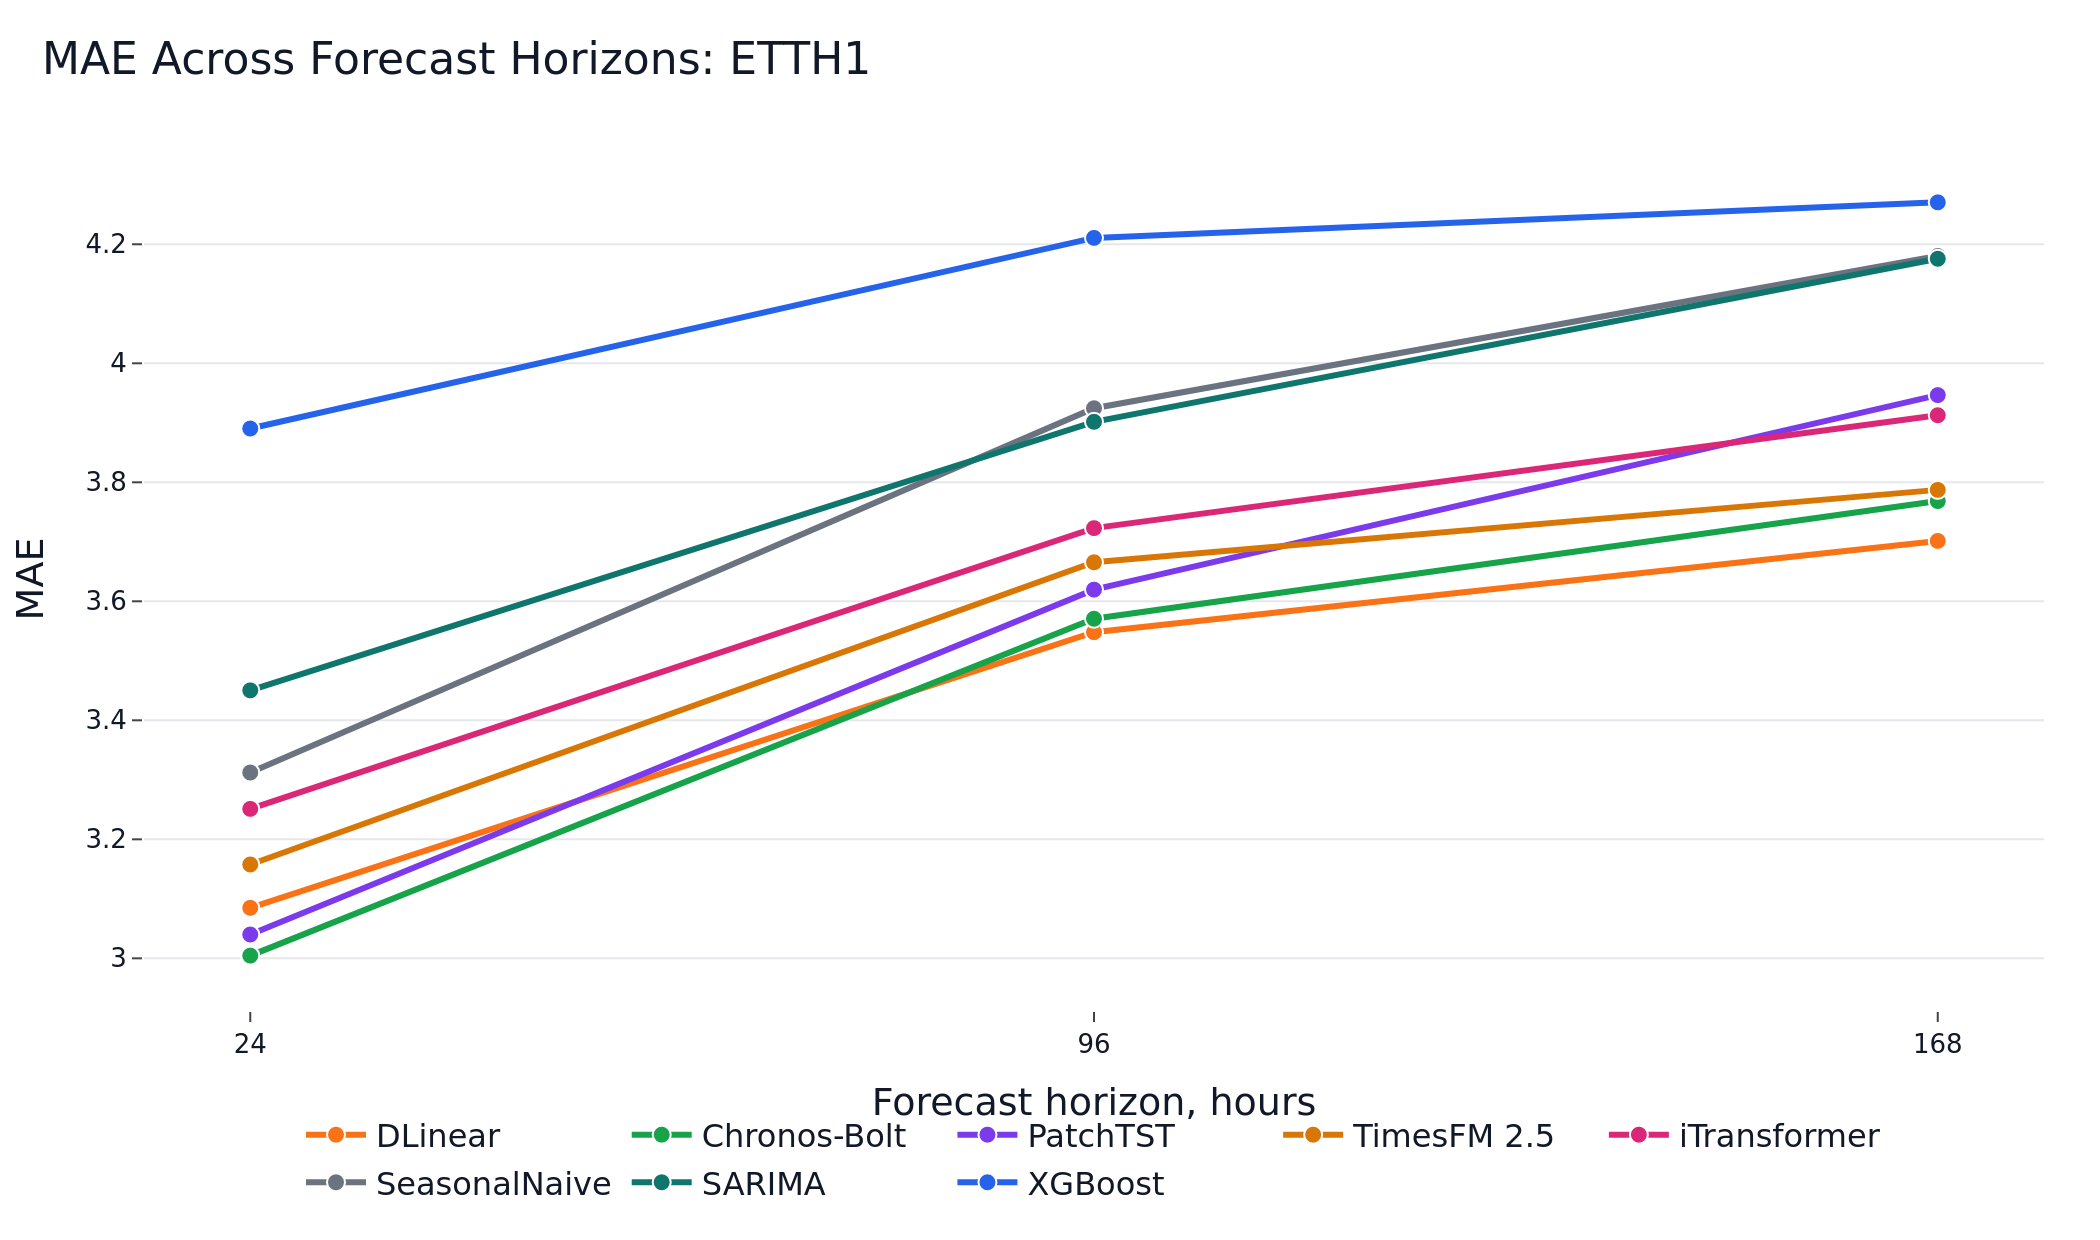 MAE Across Forecast Horizons: ETTH1
MAE
4.2
4
3.8
3.6
3.4
3.2
3
24 96 168
Forecast horizon, hours
DLinear Chronos-Bolt PatchTST TimesFM 2.5 iTransformer
SeasonalNaive SARIMA XGBoost